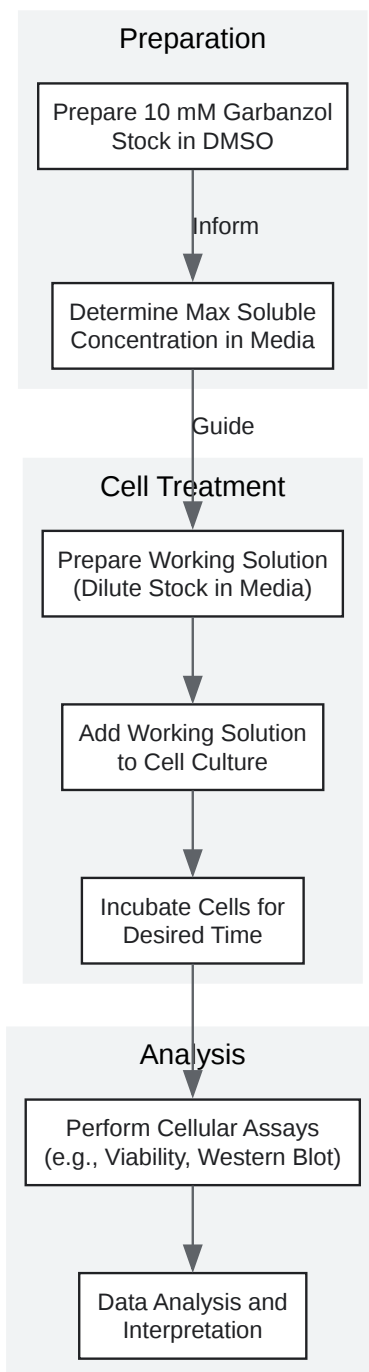 Preparation
Prepare 10 mM Garbanzol
Stock in DMSO
Inform
Determine Max Soluble
Concentration in Media
Guide
Cell Treatment
Prepare Working Solution
(Dilute Stock in Media)
Add Working Solution
to Cell Culture
Incubate Cells for
Desired Time
Analysis
Perform Cellular Assays
(e.g., Viability, Western Blot)
Data Analysis and
Interpretation